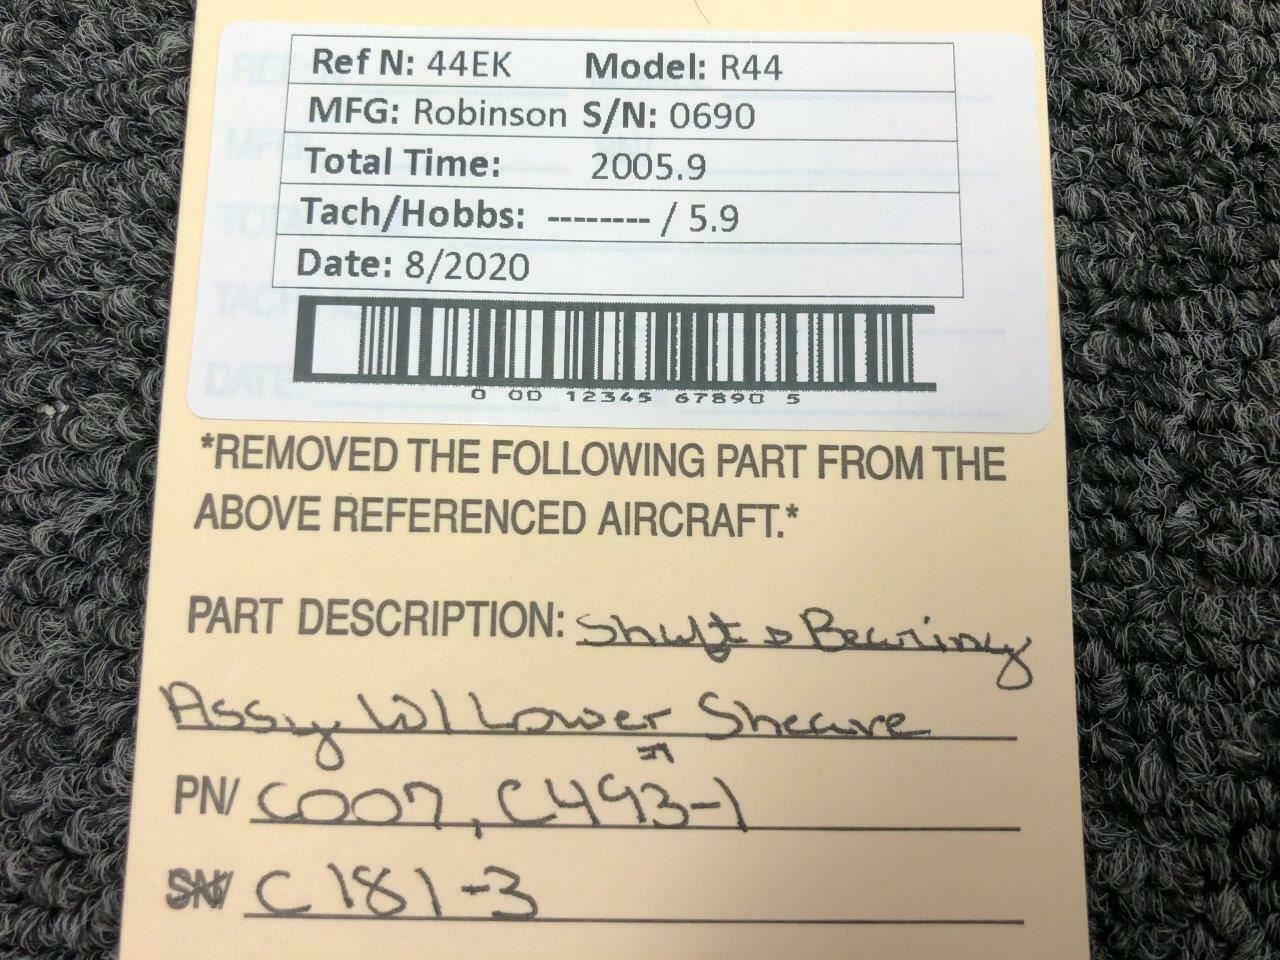 Ref N: 44EK Model: R44
MFG: Robinson S/N: 0690
Total Time: 2005.9
Tach/Hobbs: -------- / 5.9
Date: 8/2020
0 00 12345 67890 5
*REMOVED THE FOLLOWING PART FROM THE
ABOVE REFERENCED AIRCRAFT.*
PART DESCRIPTION: Shaft & Bearing
Assy W/ Lower Sheave
PN/ C007, C493-1
SN/ C181-3